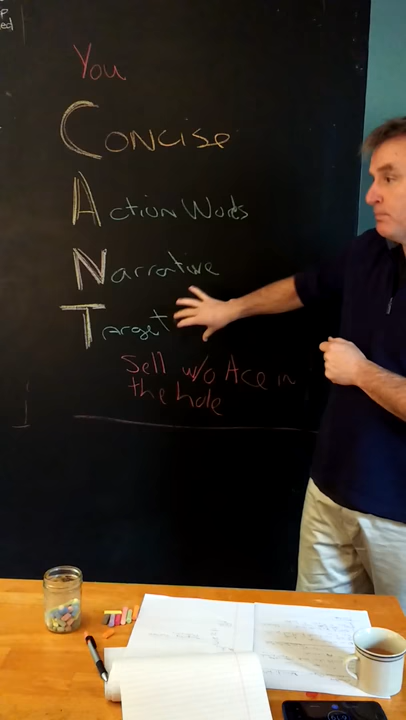 You
Concise
Action Words
Narrative
Target
Sell w/o Ace in
the hole